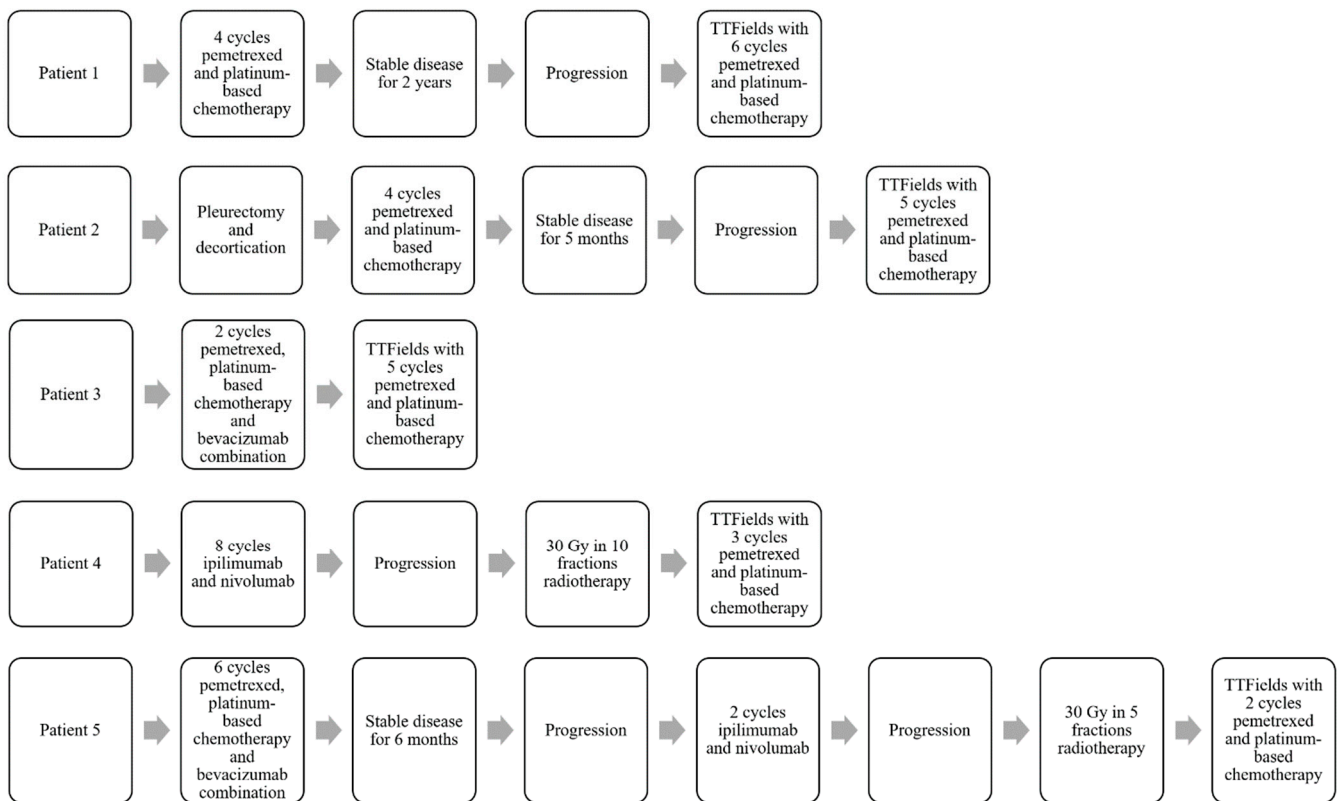 Patient 1
4 cycles
pemetrexed
and platinum-
based
chemotherapy
Stable disease
for 2 years
Progression
TTFields with
6 cycles
pemetrexed
and platinum-
based
chemotherapy
Patient 2
Pleurectomy
and
decortication
4 cycles
pemetrexed
and platinum-
based
chemotherapy
Stable disease
for 5 months
Progression
TTFields with
5 cycles
pemetrexed
and platinum-
based
chemotherapy
Patient 3
2 cycles
pemetrexed,
platinum-
based
chemotherapy
and
bevacizumab
combination
TTFields with
5 cycles
pemetrexed
and platinum-
based
chemotherapy
Patient 4
8 cycles
ipilimumab
and nivolumab
Progression
30 Gy in 10
fractions
radiotherapy
TTFields with
3 cycles
pemetrexed
and platinum-
based
chemotherapy
Patient 5
6 cycles
pemetrexed,
platinum-
based
chemotherapy
and
bevacizumab
combination
Stable disease
for 6 months
Progression
2 cycles
ipilimumab
and nivolumab
Progression
30 Gy in 5
fractions
radiotherapy
TTFields with
2 cycles
pemetrexed
and platinum-
based
chemotherapy